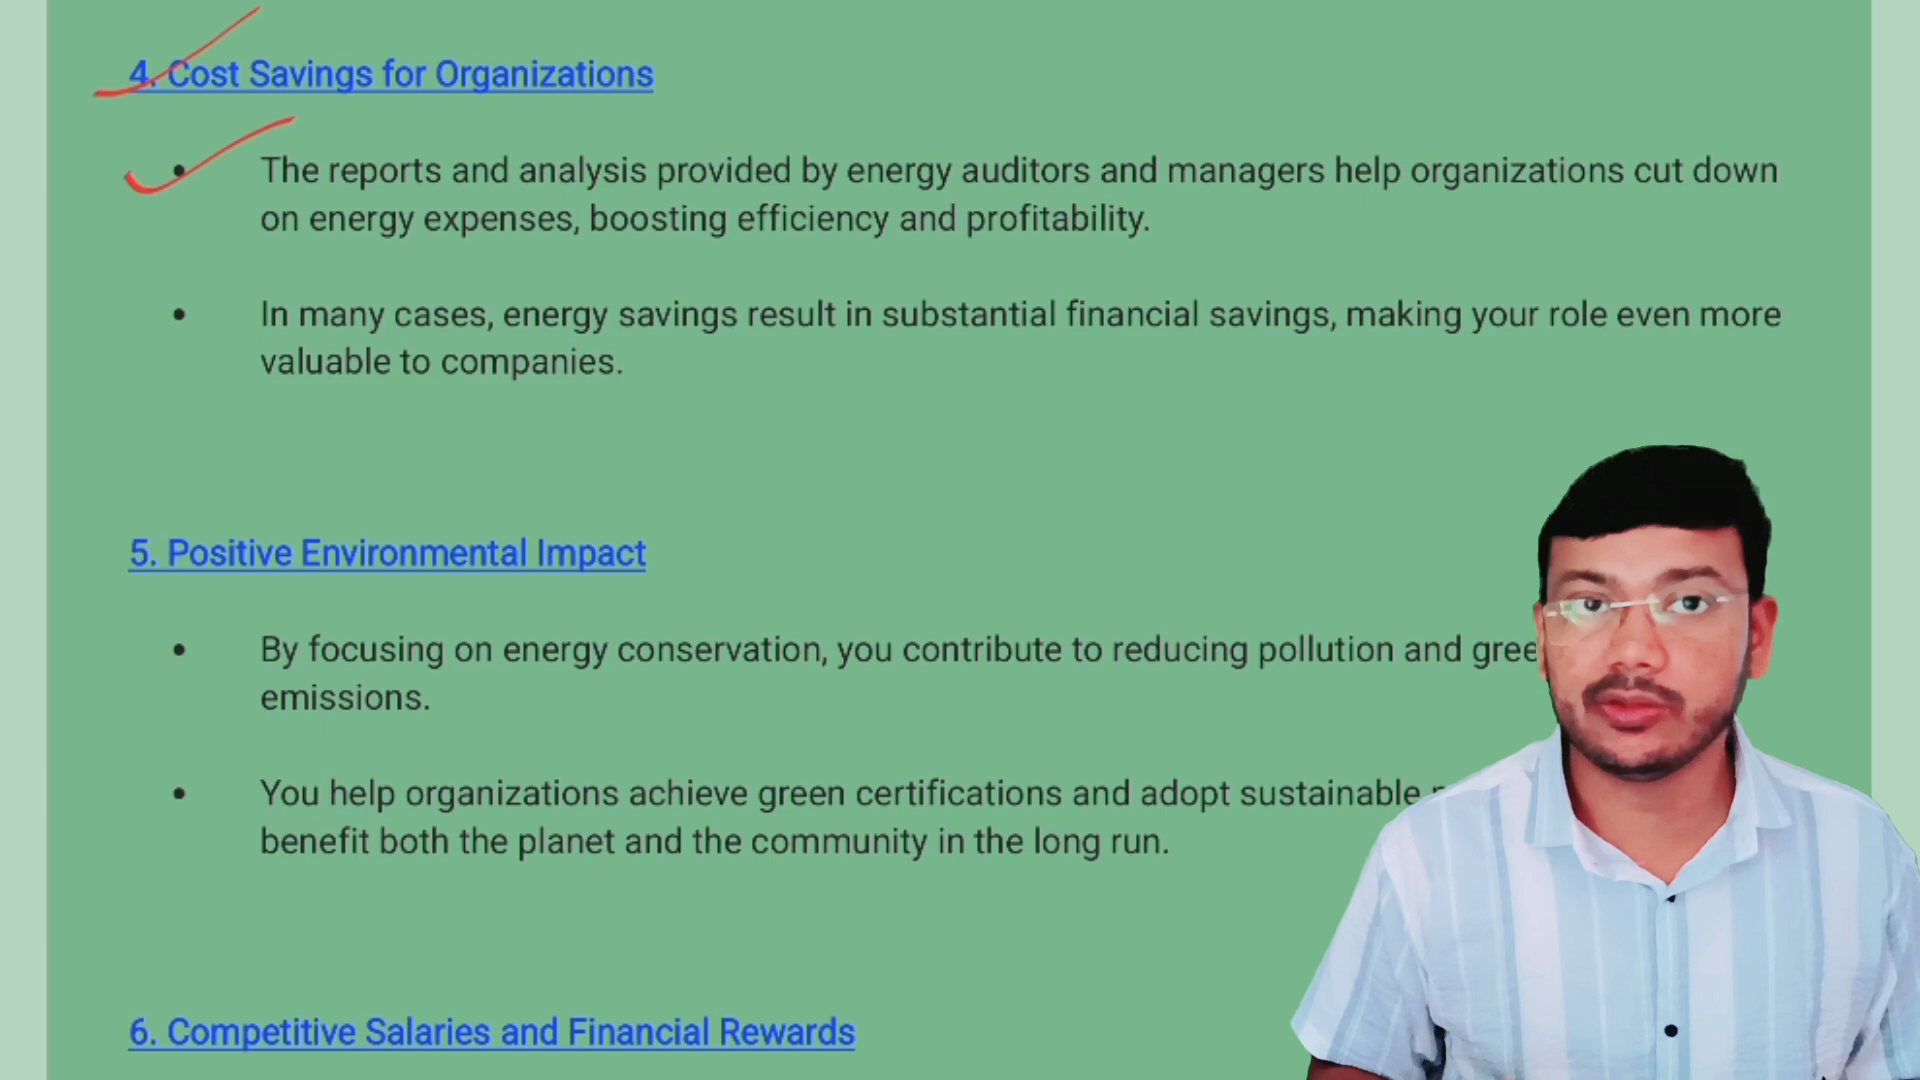 4. Cost Savings for Organizations
• The reports and analysis provided by energy auditors and managers help organizations cut down
on energy expenses, boosting efficiency and profitability.
• In many cases, energy savings result in substantial financial savings, making your role even more
valuable to companies.
5. Positive Environmental Impact
• By focusing on energy conservation, you contribute to reducing pollution and
emissions.
• You help organizations achieve green certifications and adopt sustainable
benefit both the planet and the community in the long run.
6. Competitive Salaries and Financial Rewards